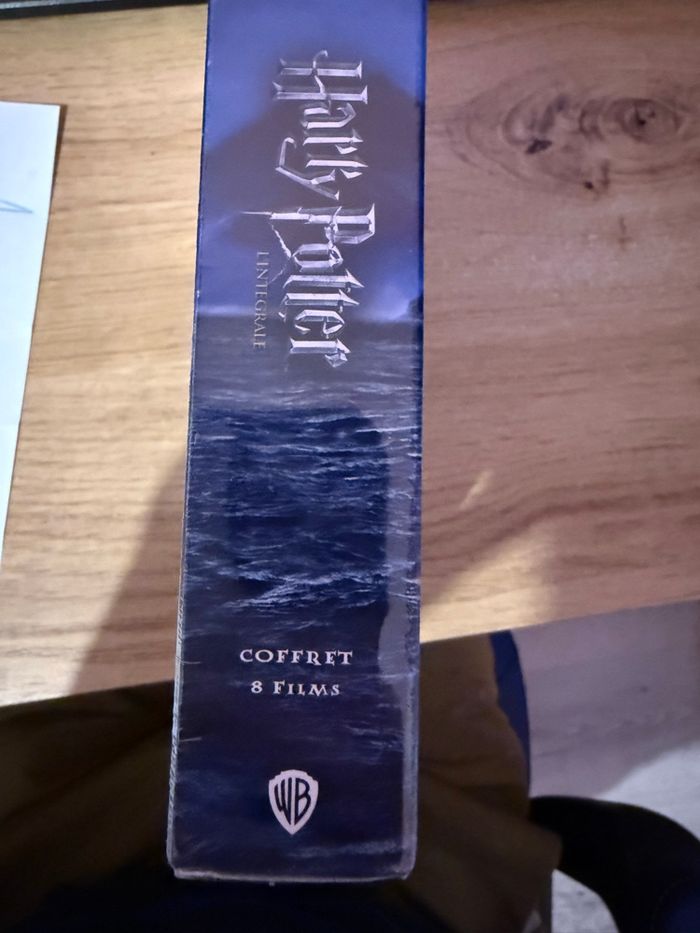 Harry Potter
L'INTÉGRALE
COFFRET
8 FILMS
WB